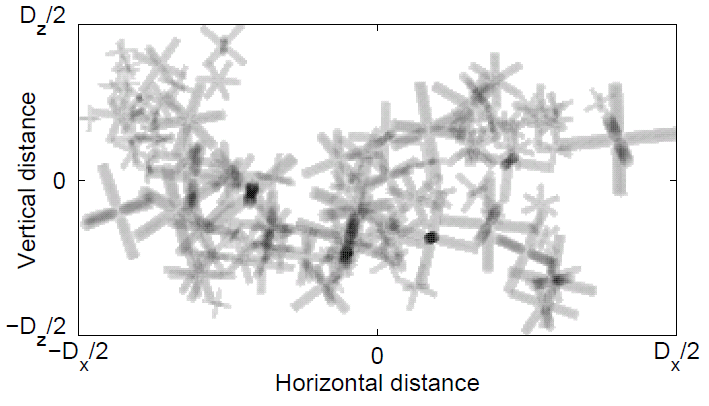 D_z/2
Vertical distance
0
−D_z/2
−D_x/2
0
D_x/2
Horizontal distance